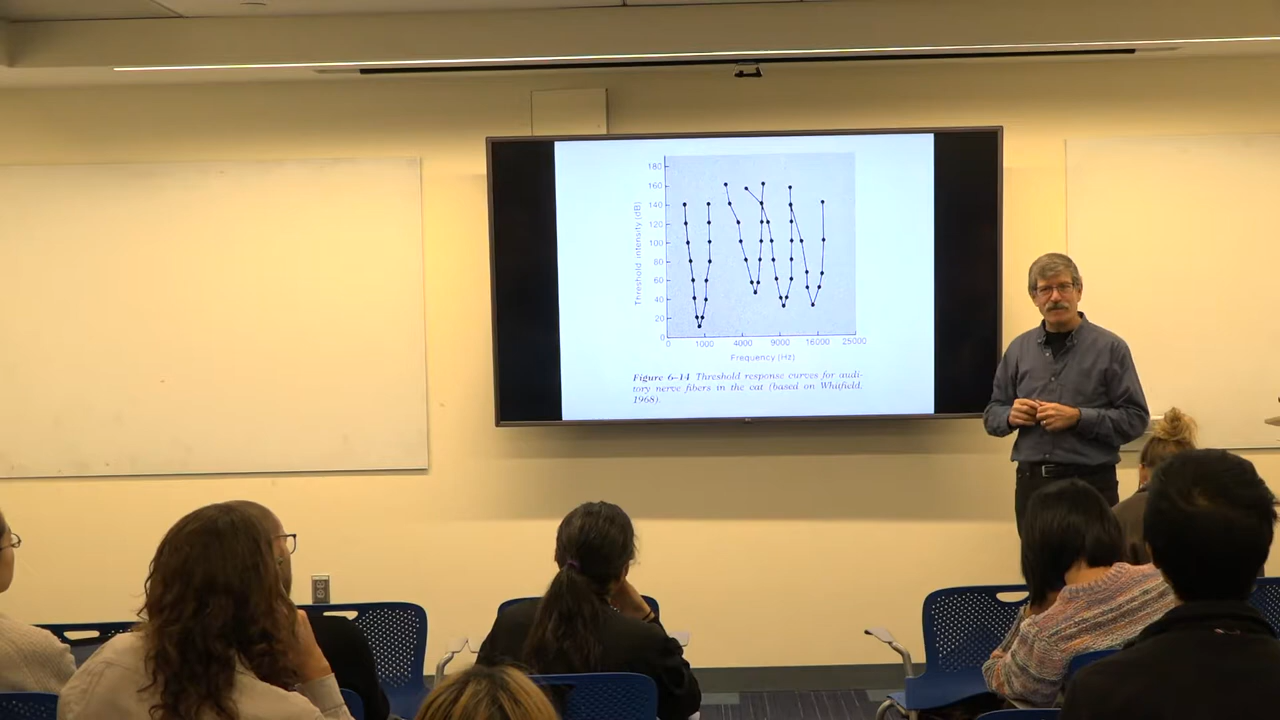 180
160
140
120
100
80
60
40
20
0
Threshold intensity (dB)
0 1000 4000 9000 16000 25000
Frequency (Hz)
Figure 6–14 Threshold response curves for audi-
tory nerve fibers in the cat (based on Whitfield,
1968).